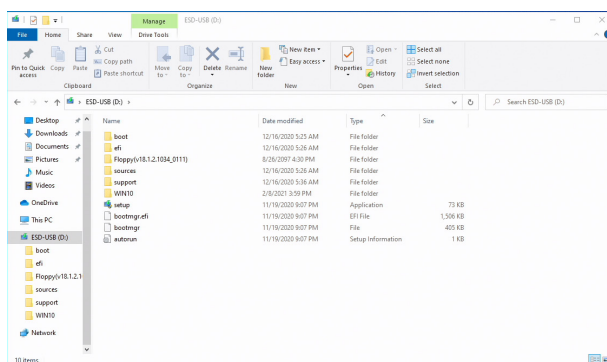 Manage
ESD-USB (D:)
File
Home
Share
View
Drive Tools
Pin to Quick access
Copy
Paste
Cut
Copy path
Paste shortcut
Clipboard
Move to
Copy to
Delete
Rename
Organize
New folder
New item
Easy access
New
Properties
Open
Edit
History
Open
Select all
Select none
Invert selection
Select
ESD-USB (D:)
Search ESD-USB (D:)
Name
Date modified
Type
Size
Desktop
Downloads
Documents
Pictures
Music
Videos
OneDrive
This PC
ESD-USB (D:)
boot
efi
Floppy(v18.1.2.1
sources
support
WIN10
Network
boot 12/16/2020 5:25 AM File folder
efi 12/16/2020 5:26 AM File folder
Floppy(v18.1.2.1034_0111) 8/26/2097 4:30 PM File folder
sources 12/16/2020 5:26 AM File folder
support 12/16/2020 5:36 AM File folder
WIN10 2/8/2021 3:59 PM File folder
setup 11/19/2020 9:07 PM Application 73 KB
bootmgr.efi 11/19/2020 9:07 PM EFI File 1,506 KB
bootmgr 11/19/2020 9:07 PM File 405 KB
autorun 11/19/2020 9:07 PM Setup Information 1 KB
10 items